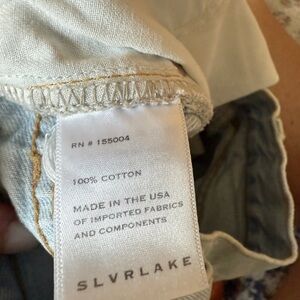 RN # 155004
100% COTTON
MADE IN THE USA
OF IMPORTED FABRICS
AND COMPONENTS
SLVRLAKE